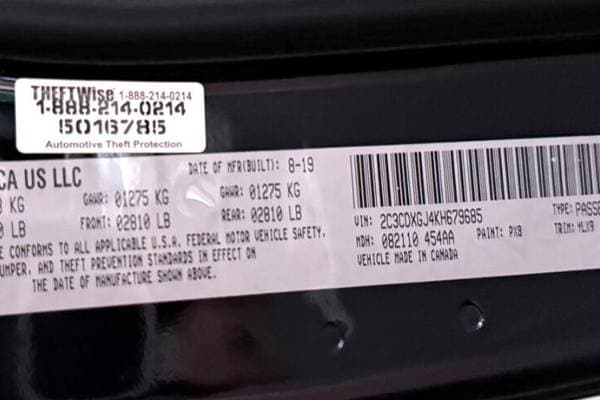 THEFTWISE 1-888-214-0214
1-888-214-0214
50167815
Automotive Theft Protection
CA US LLC
DATE OF MFR(BUILT): 8-19
KG GAWR: 01275 KG GAWR: 01275 KG
LB FRONT: 02810 LB REAR: 02810 LB
CONFORMS TO ALL APPLICABLE U.S.A. FEDERAL MOTOR VEHICLE SAFETY,
UMPER, AND THEFT PREVENTION STANDARDS IN EFFECT ON
THE DATE OF MANUFACTURE SHOWN ABOVE.
VIN: 2C3CDXGJ4KH679685 TYPE: PASSE
MDH: 082110 454AA PAINT: PX8 TRIM: YLX9
VEHICLE MADE IN CANADA